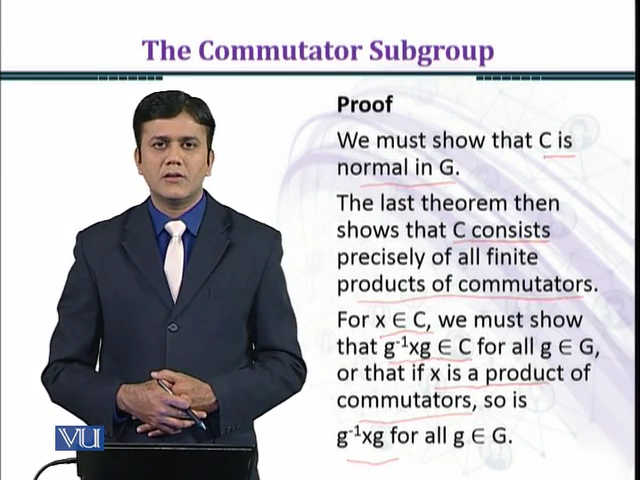 The Commutator Subgroup
Proof
We must show that C is
normal in G.
The last theorem then
shows that C consists
precisely of all finite
products of commutators.
For x ∈ C, we must show
that g⁻¹xg ∈ C for all g ∈ G,
or that if x is a product of
commutators, so is
g⁻¹xg for all g ∈ G.
VU